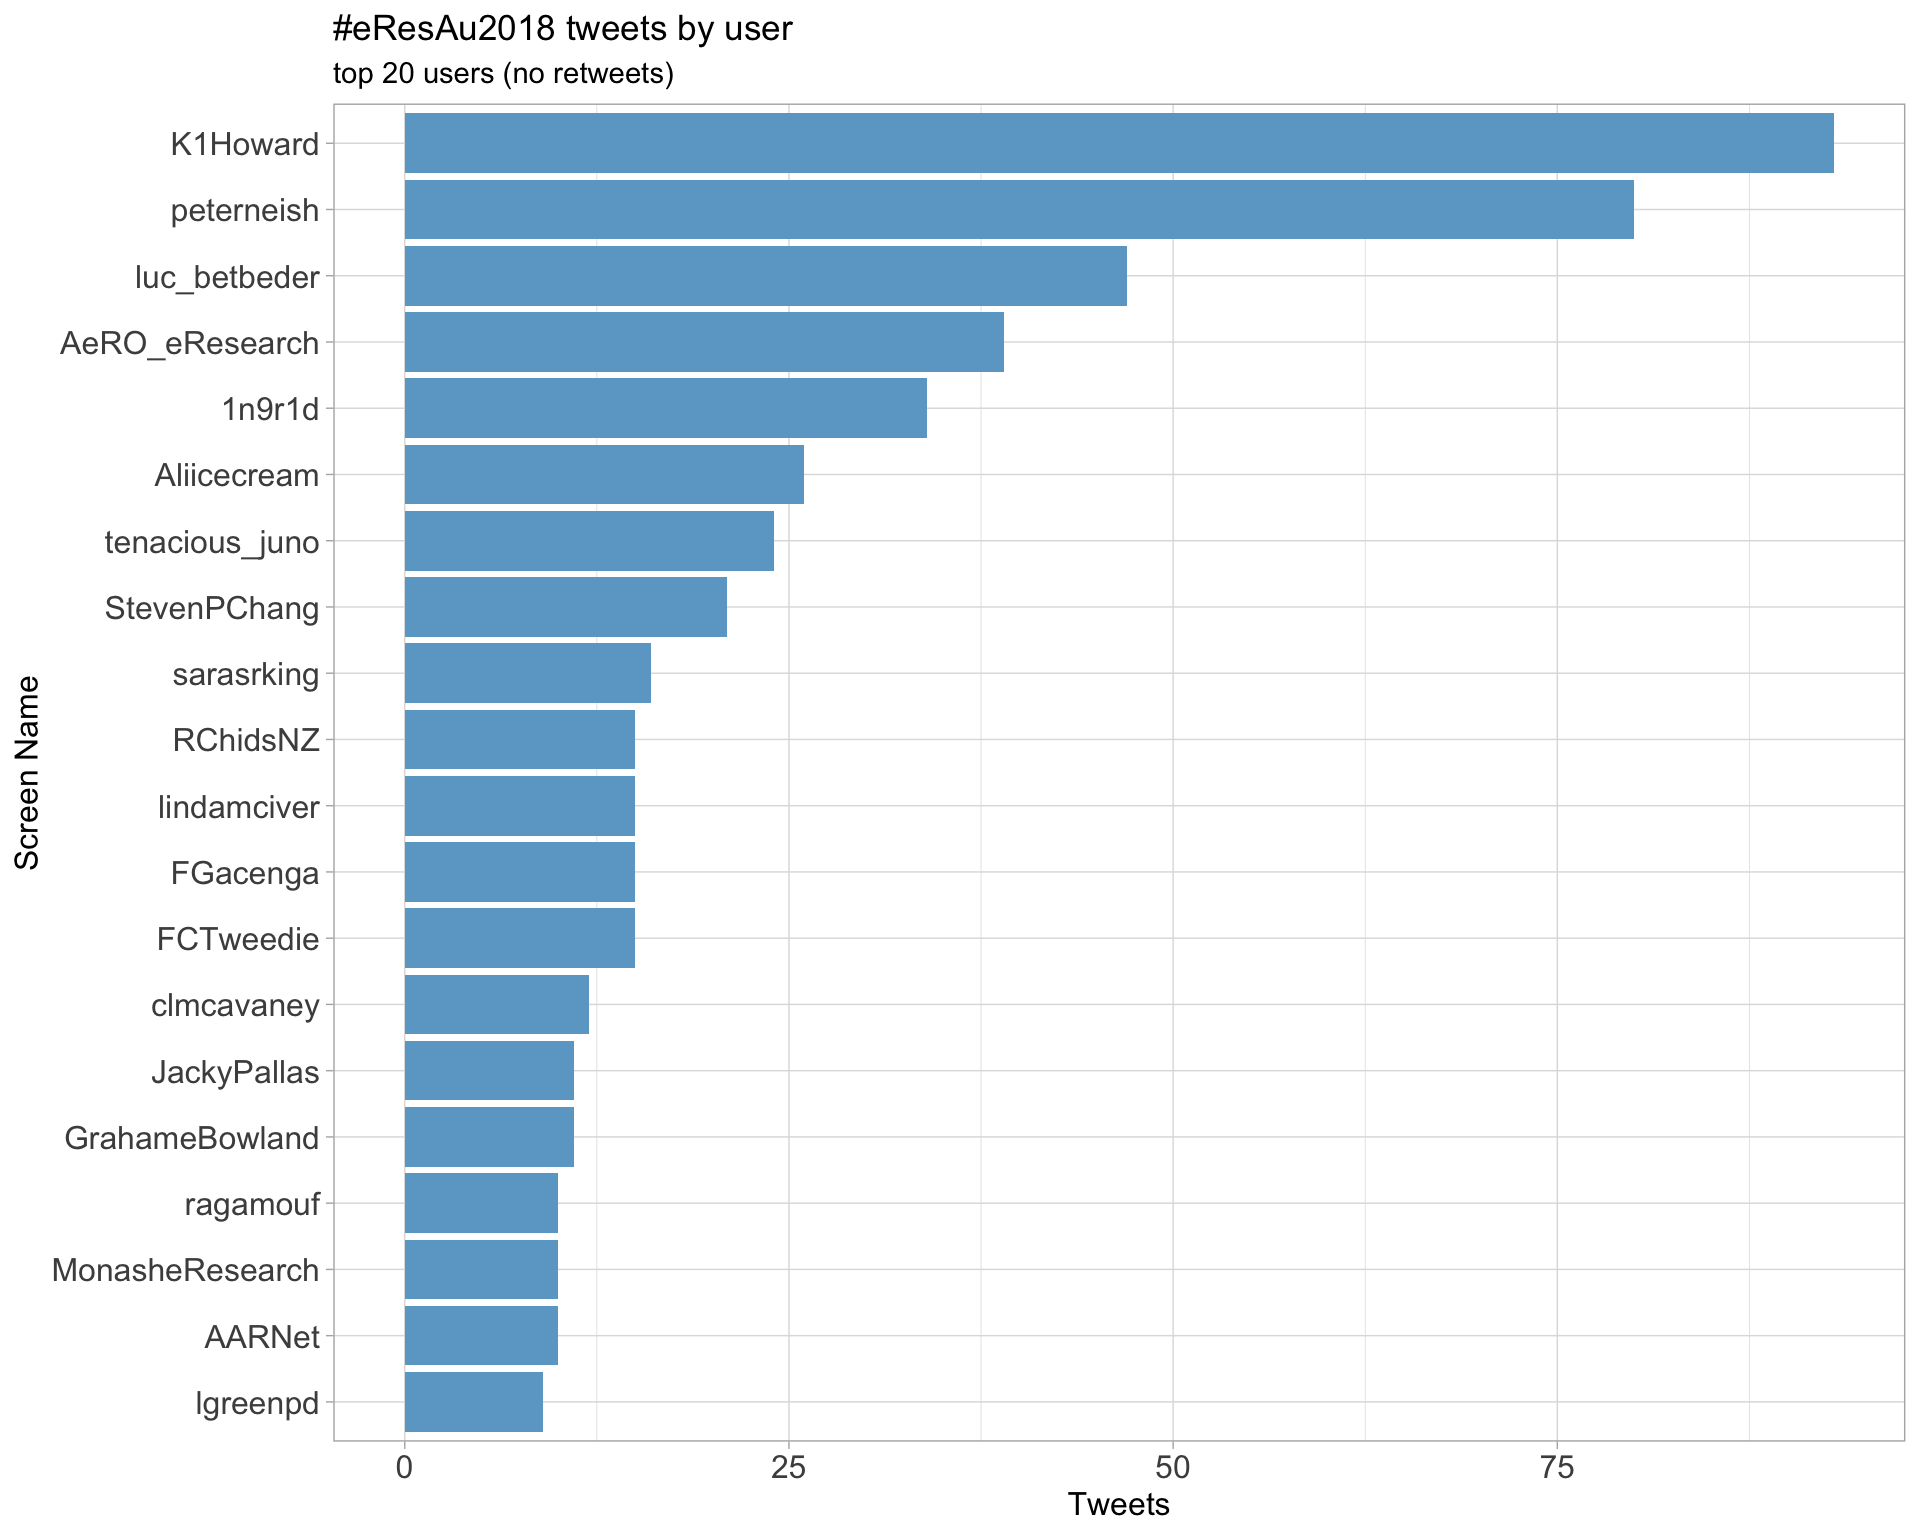 #eResAu2018 tweets by user
top 20 users (no retweets)
K1Howard
peterneish
luc_betbeder
AeRO_eResearch
1n9r1d
Aliicecream
tenacious_juno
StevenPChang
sarasrking
RChidsNZ
lindamciver
FGacenga
FCTweedie
clmcavaney
JackyPallas
GrahameBowland
ragamouf
MonasheResearch
AARNet
lgreenpd
Screen Name
0 25 50 75
Tweets